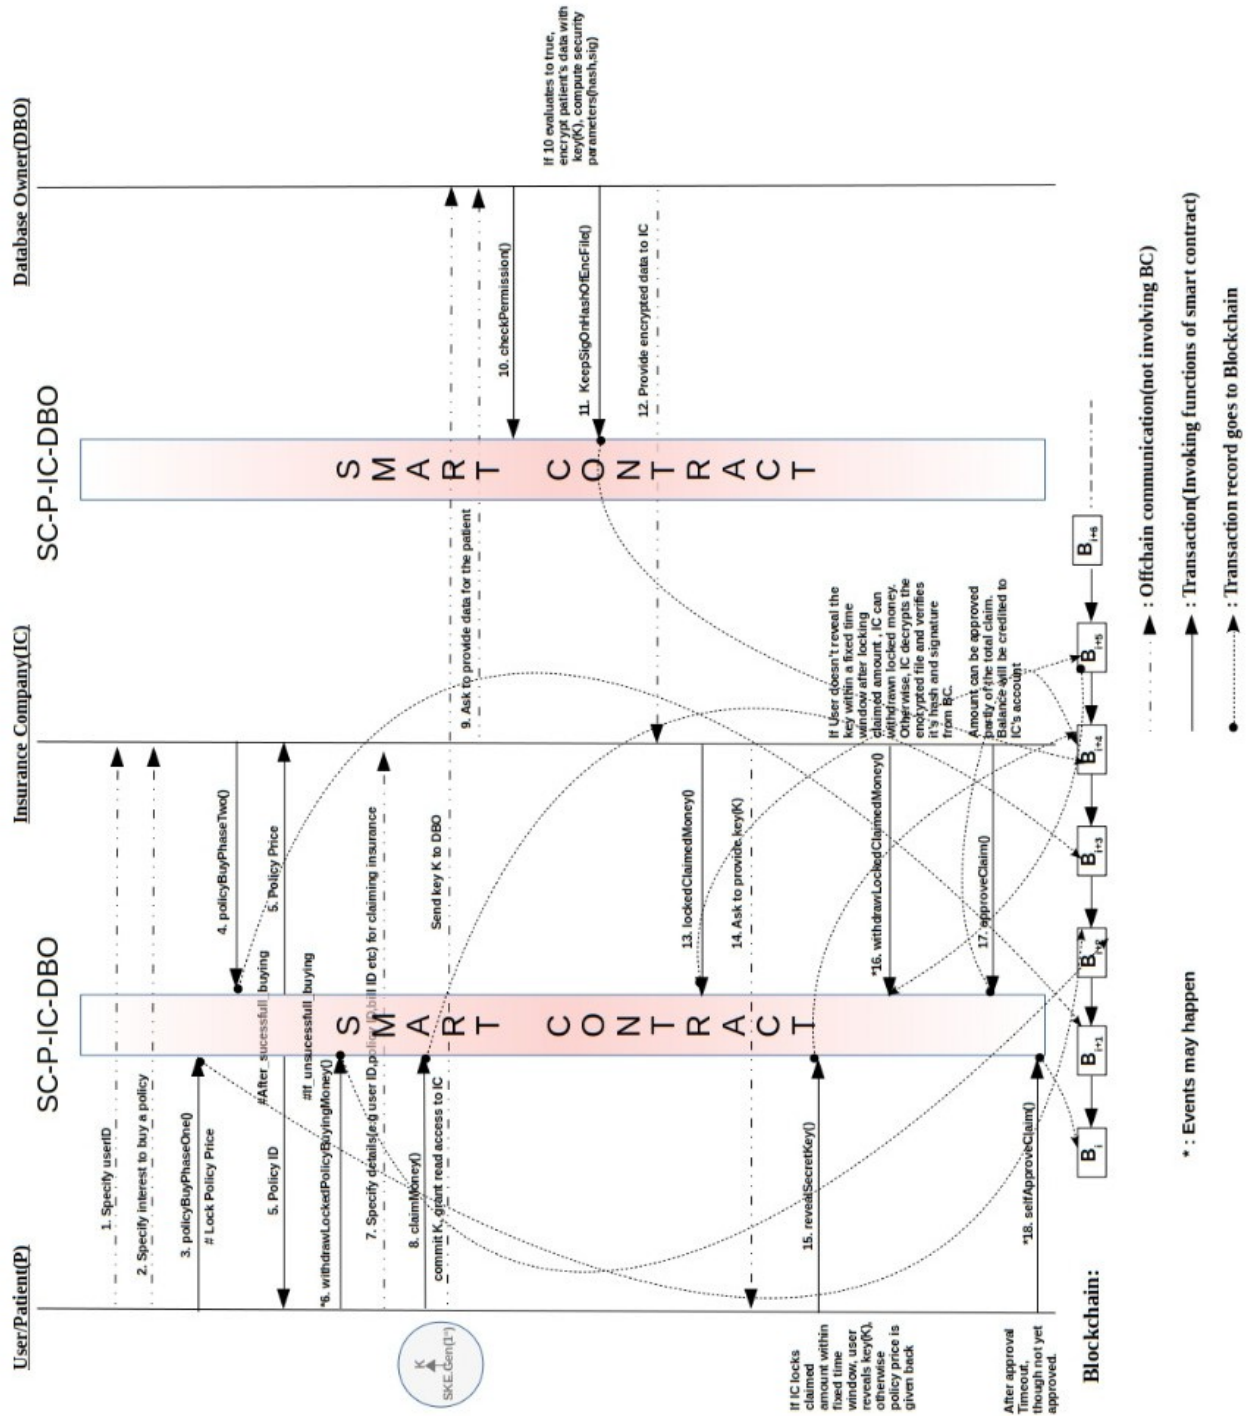 User/Patient(P)
Insurance Company(IC)
Database Owner(DBO)
SC-P-IC-DBO
SC-P-IC-DBO
1. Specify userID
2. Specify interest to buy a policy
3. policyBuyPhaseOne()
# Lock Policy Price
4. policyBuyPhaseTwo()
#After_sucessfull_buying
5. Policy ID
5. Policy Price
#If_unsucessfull_buying
*6. withdrawLockedPolicyBuyingMoney()
7. Specify details(e.g user ID,policy ID,bill ID etc) for claiming insurance
8. claimMoney()
commit K, grant read access to IC
Send key K to DBO
K
SKE.Gen(1ⁿ)
9. Ask to provide data for the patient
10. checkPermission()
If 10 evaluates to true,
encrypt patient's data with
key(K), compute security
parameters(hash,sig)
11. KeepSigOnHashOfEncFile()
12. Provide encrypted data to IC
SMART CONTRACT
SMART CONTRACT
13. lockedClaimedMoney()
14. Ask to provide key(K)
If IC locks
claimed
amount within
fixed time
window, user
reveals key(K),
otherwise
policy price is
given back
15. revealSecretKey()
If User doesn't reveal the
key within a fixed time
window after locking
claimed amount , IC can
withdrawn locked money.
Otherwise, IC decrypts the
encrypted file and verifies
it's hash and signature
from BC.
*16. withdrawLockedClaimedMoney()
Amount can be approved
partly of the total claim.
Balance will be credited to
IC's account
17. approveClaim()
After approval
Timeout,
though not yet
approved.
*18. selfApproveClaim()
Blockchain:
B i
B i+1
B i+2
B i+3
B i+4
B i+5
B i+6
* : Events may happen
: Offchain communication(not involving BC)
: Transaction(Invoking functions of smart contract)
: Transaction record goes to Blockchain